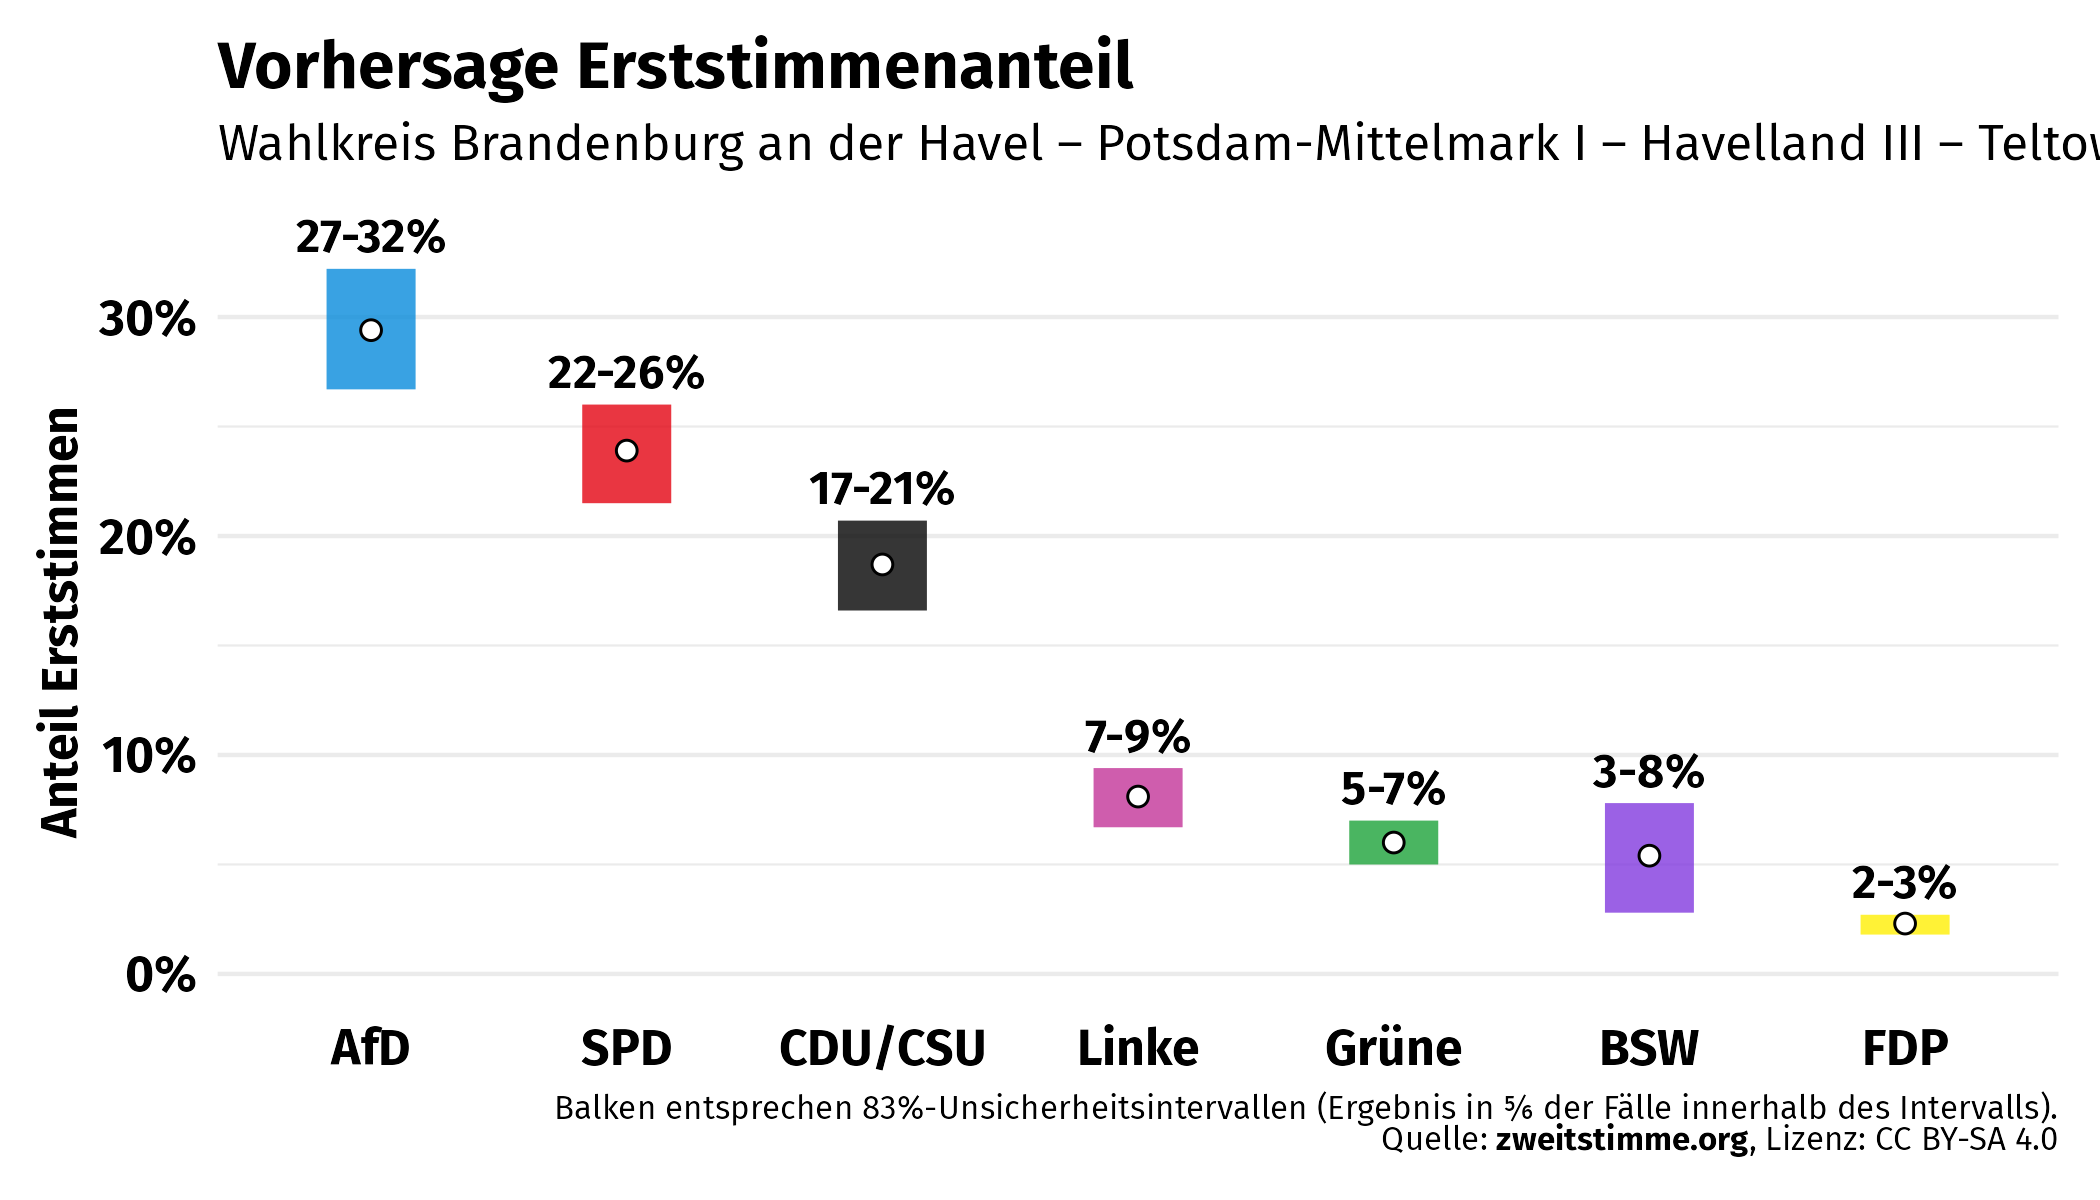 Vorhersage Erststimmenanteil
Wahlkreis Brandenburg an der Havel – Potsdam-Mittelmark I – Havelland III –
27-32%
30%
22-26%
17-21%
20%
Anteil Erststimmen
7-9%
10%
5-7%
3-8%
2-3%
0%
AfD SPD CDU/CSU Linke Grüne BSW FDP
Balken entsprechen 83%-Unsicherheitsintervallen (Ergebnis in ⅚ der Fälle innerhalb des Intervalls).
Quelle: zweitstimme.org, Lizenz: CC BY-SA 4.0